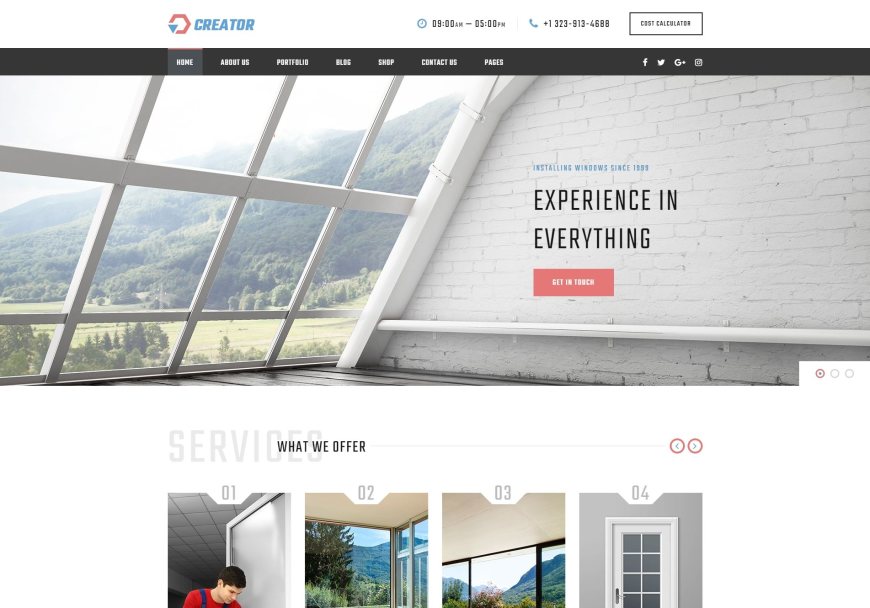 CREATOR
09:00AM — 05:00PM
+1 323-913-4688
COST CALCULATOR
HOME ABOUT US PORTFOLIO BLOG SHOP CONTACT US PAGES
INSTALLING WINDOWS SINCE 1999
EXPERIENCE IN
EVERYTHING
GET IN TOUCH
SERVICES
WHAT WE OFFER
01 02 03 04